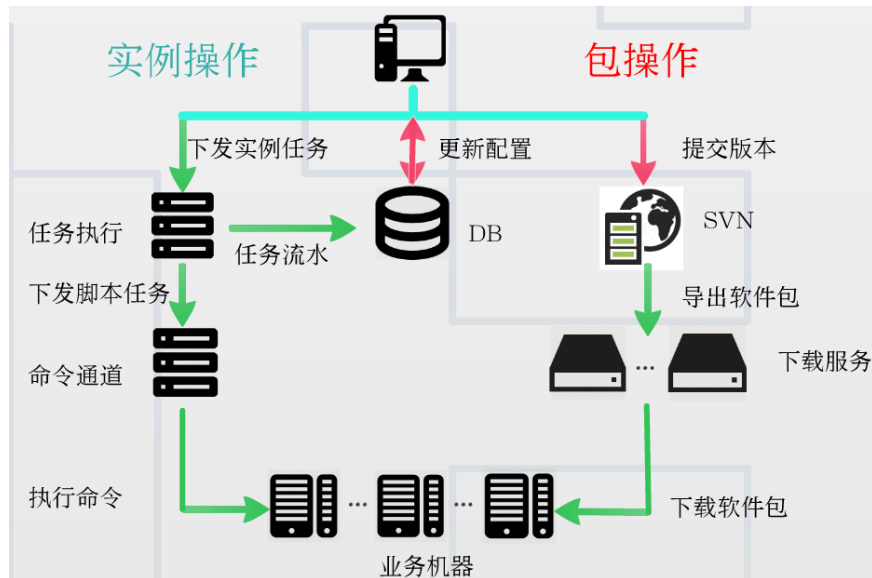 实例操作
包操作
下发实例任务
更新配置
提交版本
任务执行
任务流水
DB
SVN
下发脚本任务
导出软件包
命令通道
...
下载服务
执行命令
...
...
下载软件包
业务机器